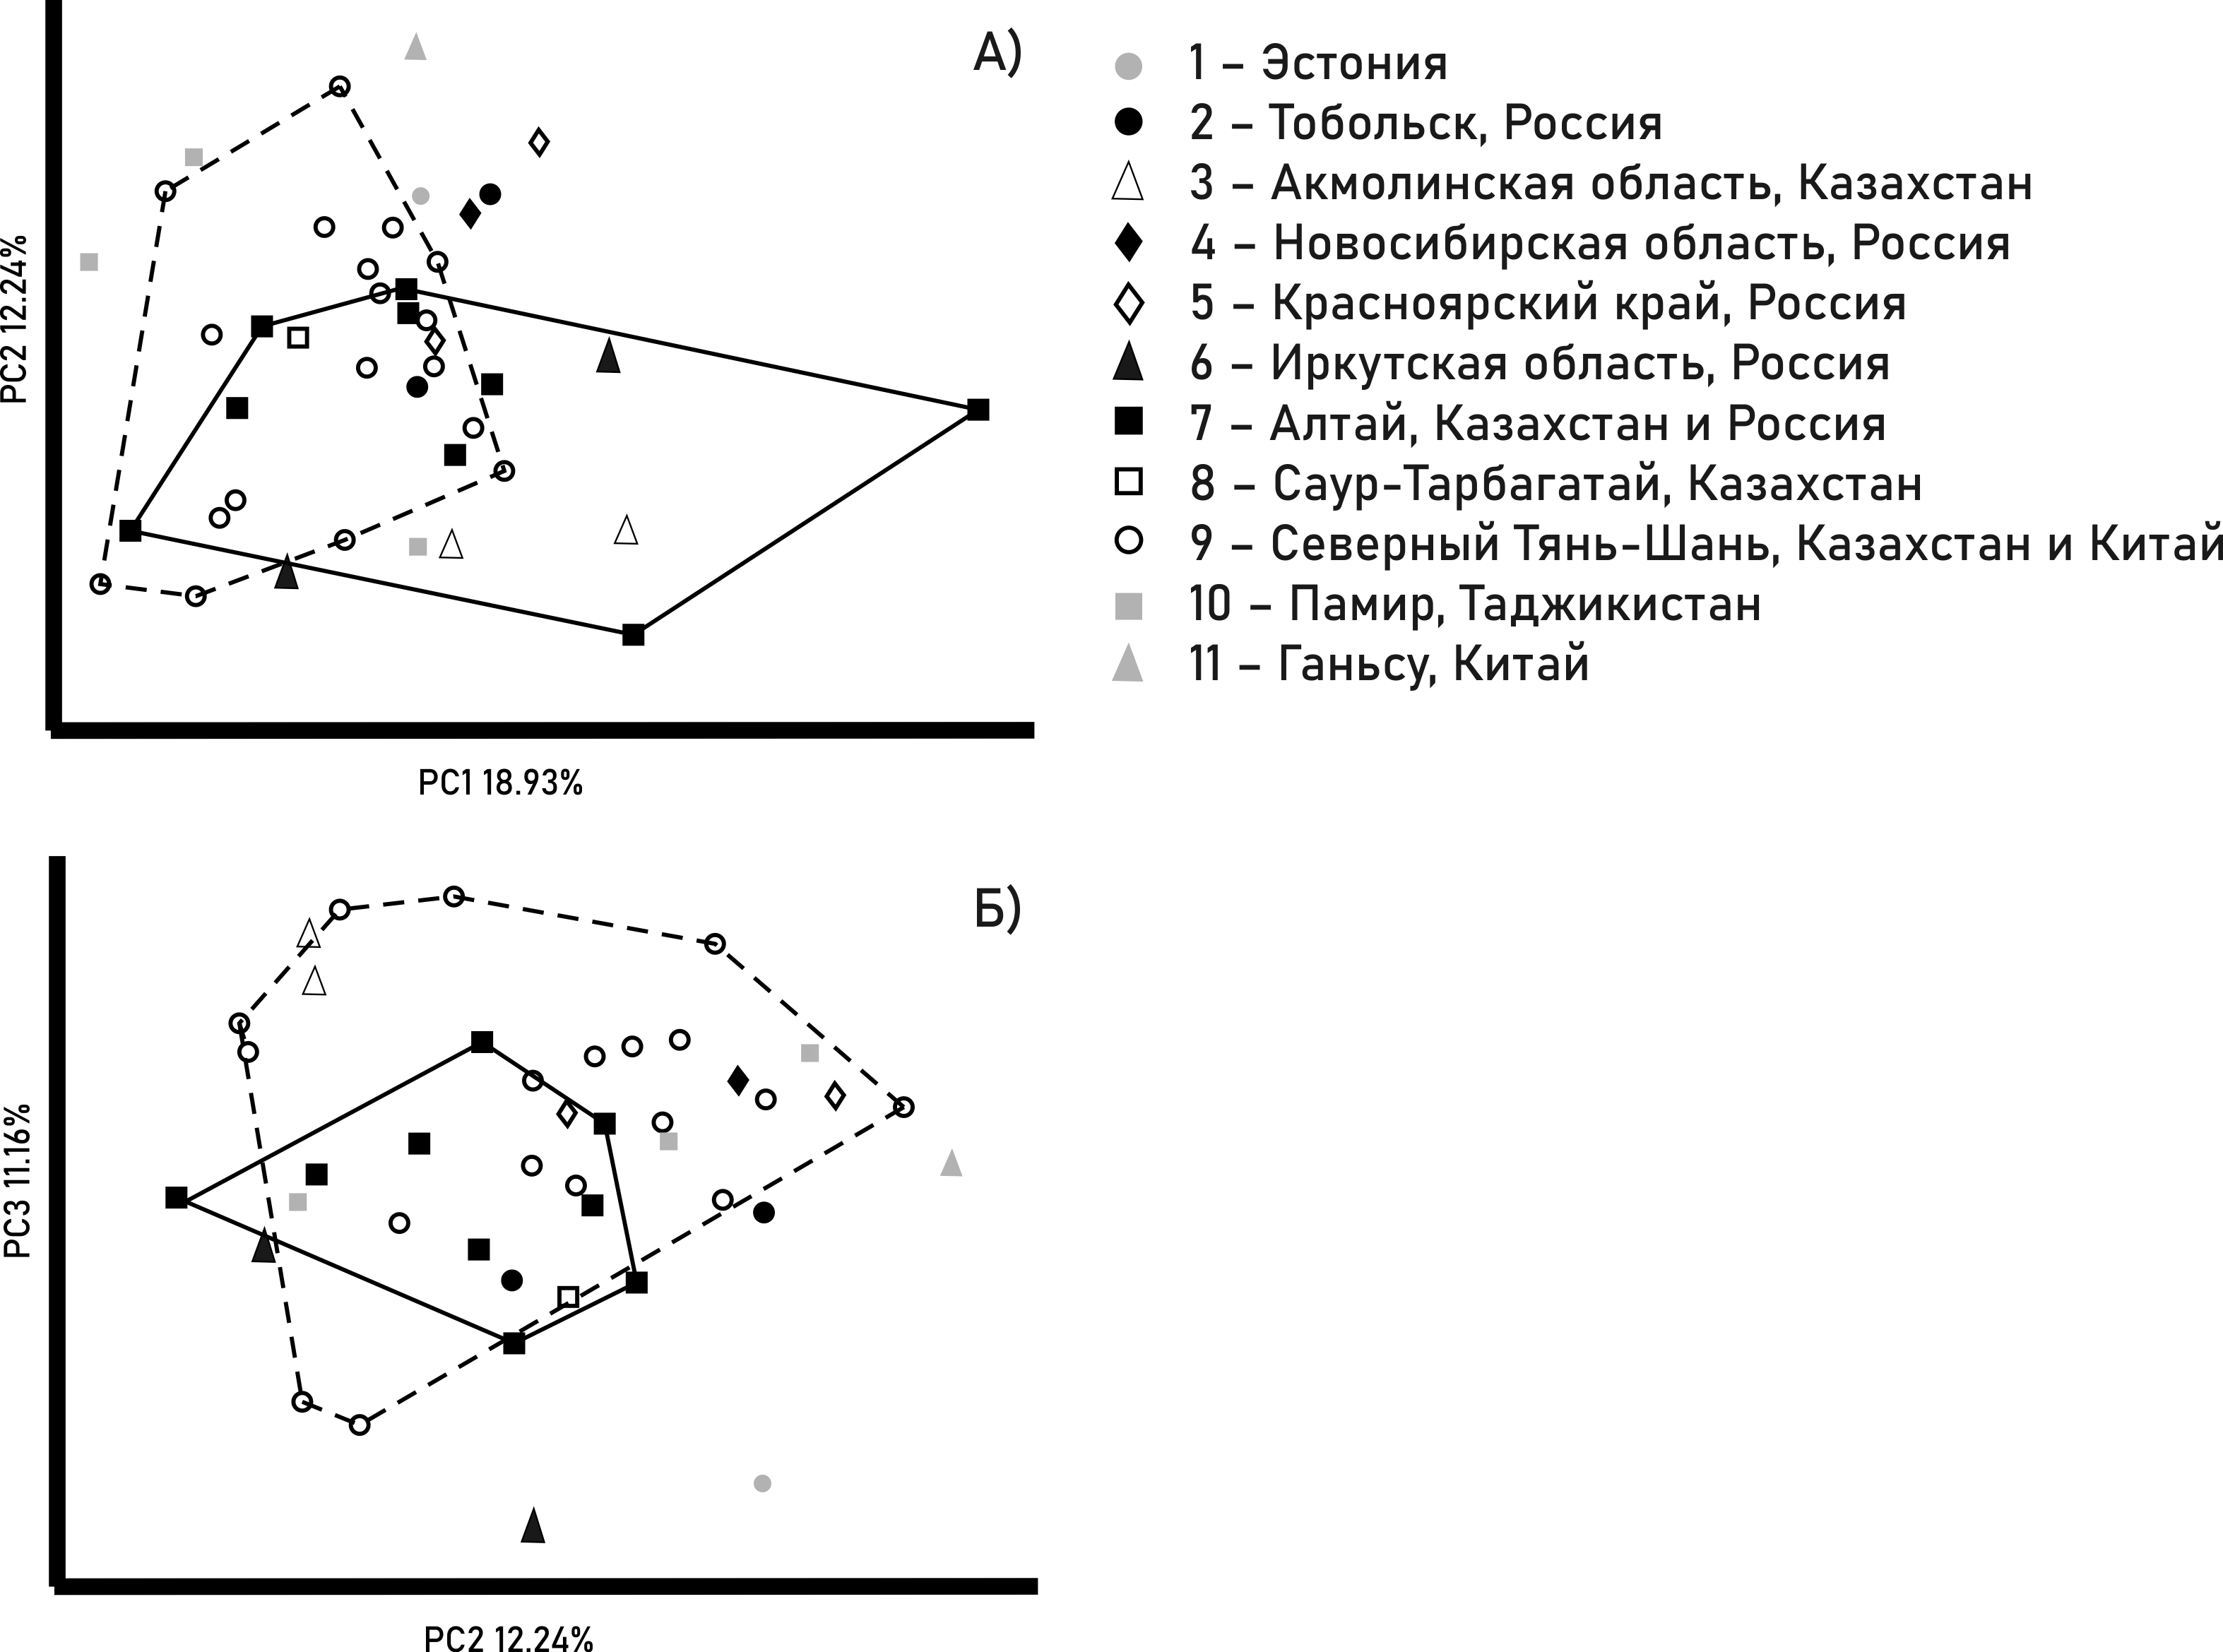 А)
PC2 12.24%
PC1 18.93%
1 – Эстония
2 – Тобольск, Россия
3 – Акмолинская область, Казахстан
4 – Новосибирская область, Россия
5 – Красноярский край, Россия
6 – Иркутская область, Россия
7 – Алтай, Казахстан и Россия
8 – Саур-Тарбагатай, Казахстан
9 – Северный Тянь-Шань, Казахстан и Китай
10 – Памир, Таджикистан
11 – Ганьсу, Китай
Б)
PC3 11.16%
PC2 12.24%